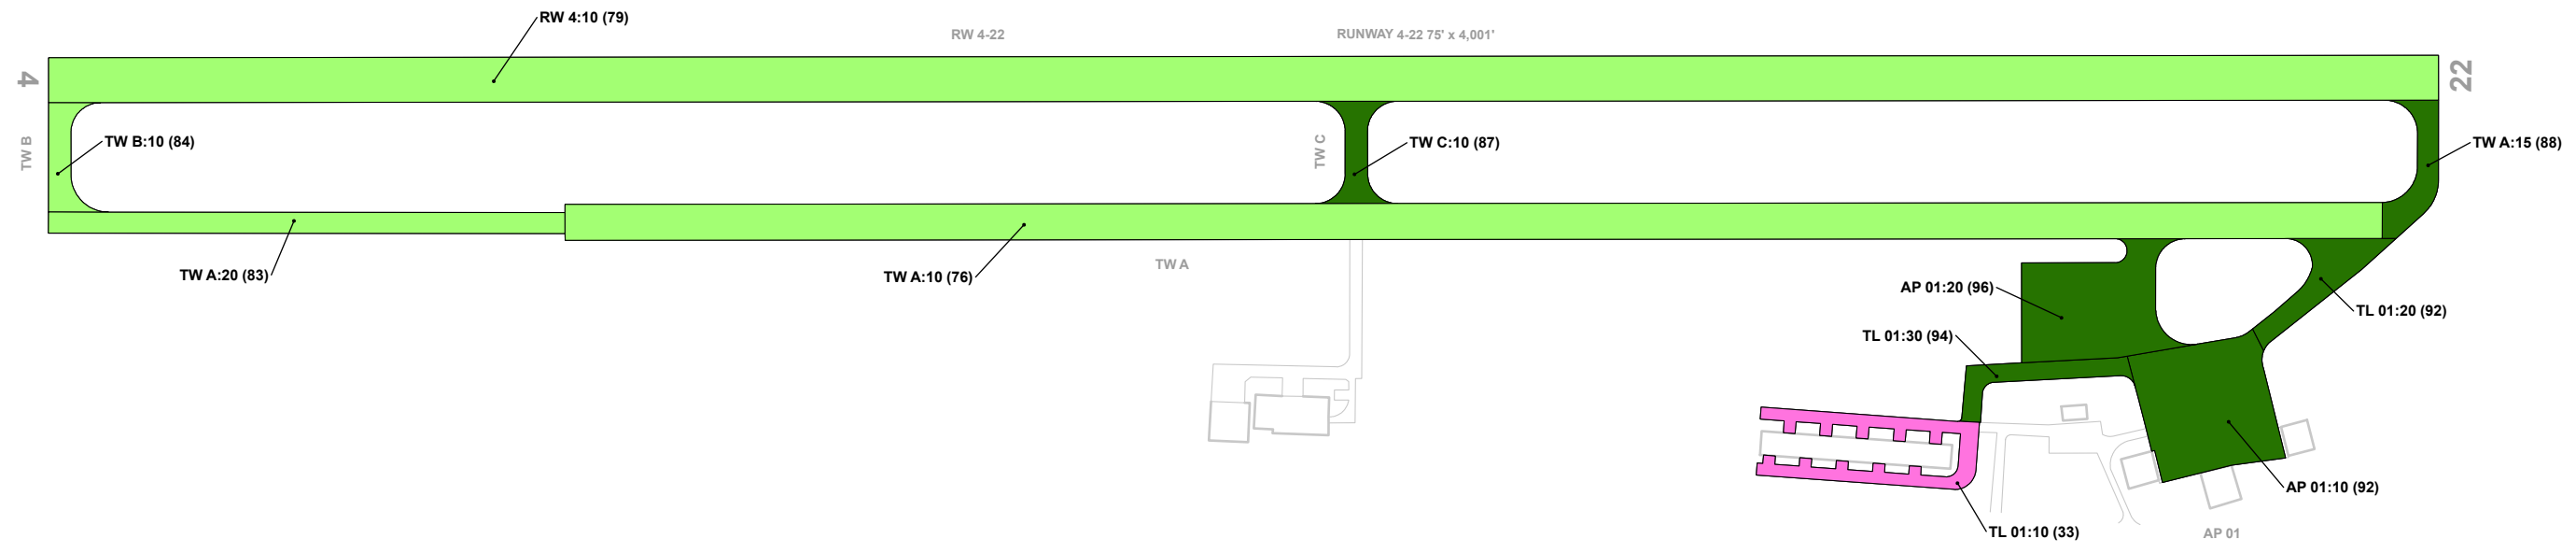 RW 4:10 (79)
RW 4-22
RUNWAY 4-22 75' x 4,001'
4
22
TW B
TW B:10 (84)
TW C
TW C:10 (87)
TW A:15 (88)
TW A:20 (83)
TW A:10 (76)
TW A
AP 01:20 (96)
TL 01:20 (92)
TL 01:30 (94)
AP 01:10 (92)
TL 01:10 (33)
AP 01